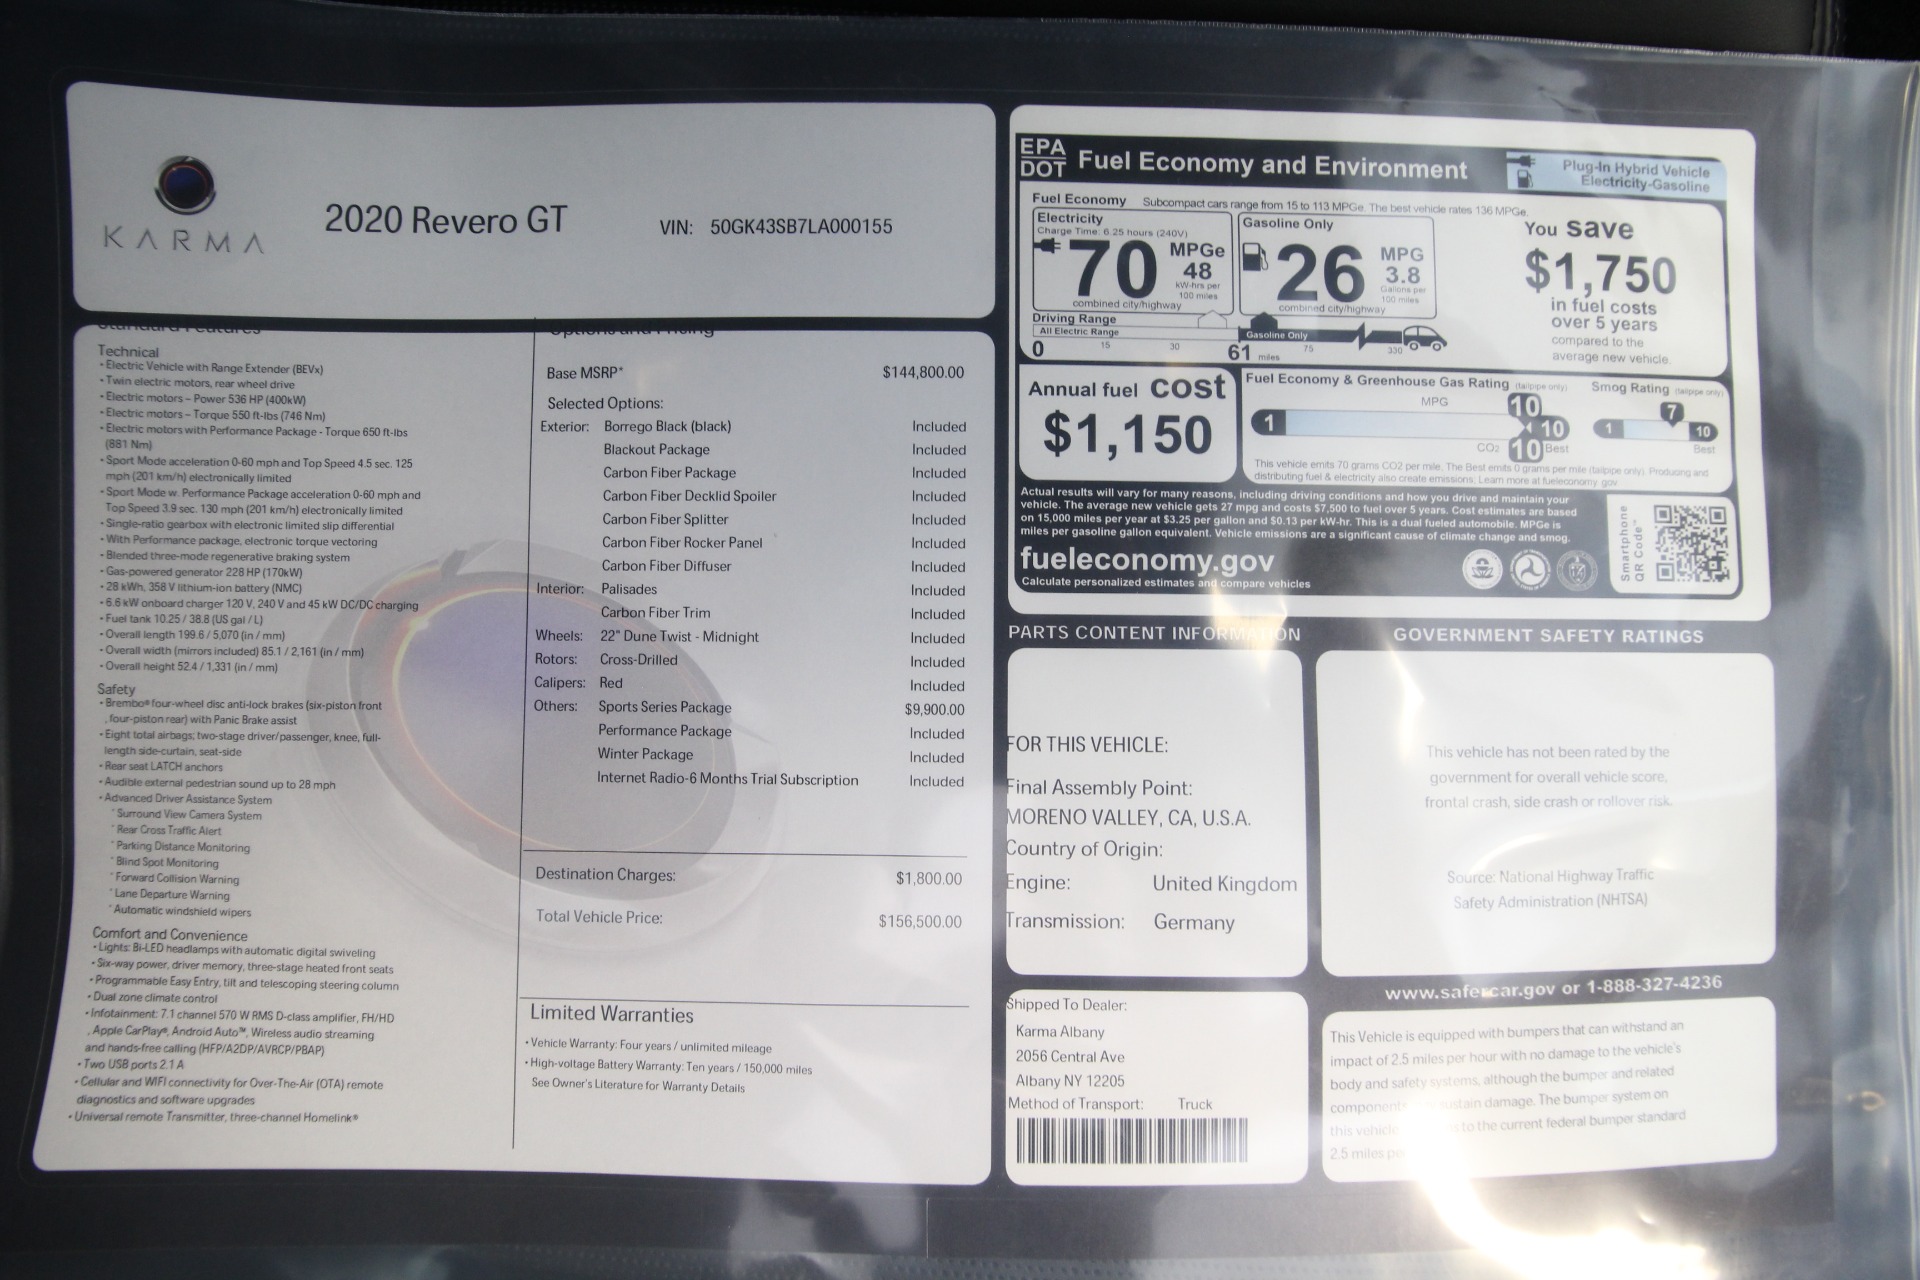 KARMA
2020 Revero GT
VIN: 50GK43SB7LA000155
Standard Features
Technical
• Electric Vehicle with Range Extender (BEVx)
• Twin electric motors, rear wheel drive
• Electric motors – Power 536 HP (400kW)
• Electric motors – Torque 550 ft-lbs (746 Nm)
• Electric motors with Performance Package - Torque 650 ft-lbs
(881 Nm)
• Sport Mode acceleration 0-60 mph and Top Speed 4.5 sec. 125
mph (201 km/h) electronically limited
• Sport Mode w. Performance Package acceleration 0-60 mph and
Top Speed 3.9 sec. 130 mph (201 km/h) electronically limited
• Single-ratio gearbox with electronic limited slip differential
• With Performance package, electronic torque vectoring
• Blended three-mode regenerative braking system
• Gas-powered generator 228 HP (170kW)
• 28 kWh, 358 V lithium-ion battery (NMC)
• 6.6 kW onboard charger 120 V, 240 V and 45 kW DC/DC charging
• Fuel tank 10.25 / 38.8 (US gal / L)
• Overall length 199.6 / 5,070 (in / mm)
• Overall width (mirrors included) 85.1 / 2,161 (in / mm)
• Overall height 52.4 / 1,331 (in / mm)
Safety
• Brembo® four-wheel disc anti-lock brakes (six-piston front
, four-piston rear) with Panic Brake assist
• Eight total airbags; two-stage driver/passenger, knee, full-
length side-curtain, seat-side
• Rear seat LATCH anchors
• Audible external pedestrian sound up to 28 mph
• Advanced Driver Assistance System
* Surround View Camera System
* Rear Cross Traffic Alert
* Parking Distance Monitoring
* Blind Spot Monitoring
* Forward Collision Warning
* Lane Departure Warning
* Automatic windshield wipers
Comfort and Convenience
• Lights: Bi-LED headlamps with automatic digital swiveling
• Six-way power, driver memory, three-stage heated front seats
• Programmable Easy Entry, tilt and telescoping steering column
• Dual zone climate control
• Infotainment: 7.1 channel 570 W RMS D-class amplifier, FH/HD
, Apple CarPlay®, Android Auto™, Wireless audio streaming
and hands-free calling (HFP/A2DP/AVRCP/PBAP)
• Two USB ports 2.1 A
• Cellular and WIFI connectivity for Over-The-Air (OTA) remote
diagnostics and software upgrades
• Universal remote Transmitter, three-channel Homelink®
Options and Pricing
Base MSRP* $144,800.00
Selected Options:
Exterior: Borrego Black (black) Included
Blackout Package Included
Carbon Fiber Package Included
Carbon Fiber Decklid Spoiler Included
Carbon Fiber Splitter Included
Carbon Fiber Rocker Panel Included
Carbon Fiber Diffuser Included
Interior: Palisades Included
Carbon Fiber Trim Included
Wheels: 22" Dune Twist - Midnight Included
Rotors: Cross-Drilled Included
Calipers: Red Included
Others: Sports Series Package $9,900.00
Performance Package Included
Winter Package Included
Internet Radio-6 Months Trial Subscription Included
Destination Charges: $1,800.00
Total Vehicle Price: $156,500.00
Limited Warranties
• Vehicle Warranty: Four years / unlimited mileage
• High-voltage Battery Warranty: Ten years / 150,000 miles
See Owner's Literature for Warranty Details
EPA
DOT
Fuel Economy and Environment
Plug-In Hybrid Vehicle
Electricity-Gasoline
Fuel Economy Subcompact cars range from 15 to 113 MPGe. The best vehicle rates 136 MPGe.
Electricity
Charge Time: 6.25 hours (240V)
70 MPGe
48
kW-hrs per
100 miles
combined city/highway
Gasoline Only
26 MPG
3.8
Gallons per
100 miles
combined city/highway
You save
$1,750
in fuel costs
over 5 years
compared to the
average new vehicle.
Driving Range
All Electric Range
Gasoline Only
0 15 30 61 miles 75 330
Annual fuel cost
$1,150
Fuel Economy & Greenhouse Gas Rating (tailpipe only)
MPG
1 10 10
CO2 10 Best
Smog Rating (tailpipe only)
7
1 10
Best
This vehicle emits 70 grams CO2 per mile. The Best emits 0 grams per mile (tailpipe only). Producing and
distributing fuel & electricity also create emissions; Learn more at fueleconomy.gov
Actual results will vary for many reasons, including driving conditions and how you drive and maintain your
vehicle. The average new vehicle gets 27 mpg and costs $7,500 to fuel over 5 years. Cost estimates are based
on 15,000 miles per year at $3.25 per gallon and $0.13 per kW-hr. This is a dual fueled automobile. MPGe is
miles per gasoline gallon equivalent. Vehicle emissions are a significant cause of climate change and smog.
fueleconomy.gov
Calculate personalized estimates and compare vehicles
Smartphone
QR Code™
PARTS CONTENT INFORMATION
FOR THIS VEHICLE:
Final Assembly Point:
MORENO VALLEY, CA, U.S.A.
Country of Origin:
Engine: United Kingdom
Transmission: Germany
Shipped To Dealer:
Karma Albany
2056 Central Ave
Albany NY 12205
Method of Transport: Truck
GOVERNMENT SAFETY RATINGS
This vehicle has not been rated by the
government for overall vehicle score,
frontal crash, side crash or rollover risk.
Source: National Highway Traffic
Safety Administration (NHTSA)
www.safercar.gov or 1-888-327-4236
This Vehicle is equipped with bumpers that can withstand an
impact of 2.5 miles per hour with no damage to the vehicle's
body and safety systems, although the bumper and related
components sustain damage. The bumper system on
this vehicle to the current federal bumper standard
2.5 miles